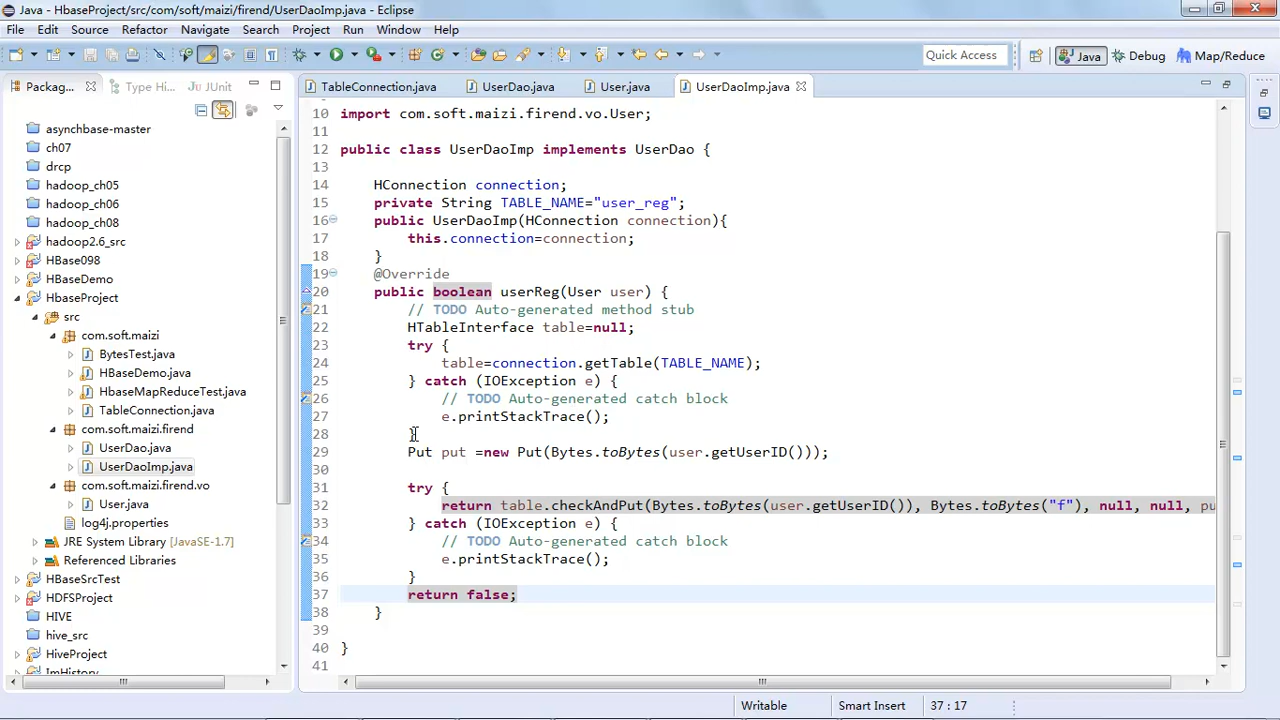 Java - HbaseProject/src/com/soft/maizi/firend/UserDaoImp.java - Eclipse
File Edit Source Refactor Navigate Search Project Run Window Help
Quick Access Java Debug Map/Reduce
Packag... Type Hi... JUnit
TableConnection.java UserDao.java User.java UserDaoImp.java
asynchbase-master
ch07
drcp
hadoop_ch05
hadoop_ch06
hadoop_ch08
hadoop2.6_src
HBase098
HBaseDemo
HbaseProject
src
com.soft.maizi
BytesTest.java
HBaseDemo.java
HbaseMapReduceTest.java
TableConnection.java
com.soft.maizi.firend
UserDao.java
UserDaoImp.java
com.soft.maizi.firend.vo
User.java
log4j.properties
JRE System Library [JavaSE-1.7]
Referenced Libraries
HBaseSrcTest
HDFSProject
HIVE
hive_src
HiveProject
ImHistory
10 import com.soft.maizi.firend.vo.User;
11
12 public class UserDaoImp implements UserDao {
13
14 HConnection connection;
15 private String TABLE_NAME="user_reg";
16 public UserDaoImp(HConnection connection){
17 this.connection=connection;
18 }
19 @Override
20 public boolean userReg(User user) {
21 // TODO Auto-generated method stub
22 HTableInterface table=null;
23 try {
24 table=connection.getTable(TABLE_NAME);
25 } catch (IOException e) {
26 // TODO Auto-generated catch block
27 e.printStackTrace();
28 }
29 Put put =new Put(Bytes.toBytes(user.getUserID()));
30
31 try {
32 return table.checkAndPut(Bytes.toBytes(user.getUserID()), Bytes.toBytes("f"), null, null, pu
33 } catch (IOException e) {
34 // TODO Auto-generated catch block
35 e.printStackTrace();
36 }
37 return false;
38 }
39
40 }
41
Writable Smart Insert 37 : 17